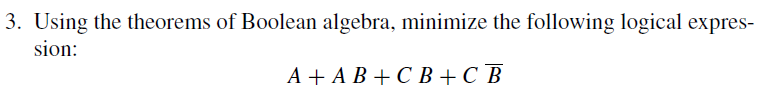 3. Using the theorems of Boolean algebra, minimize the following logical expres-
sion:
A + A B + C B + C B̅